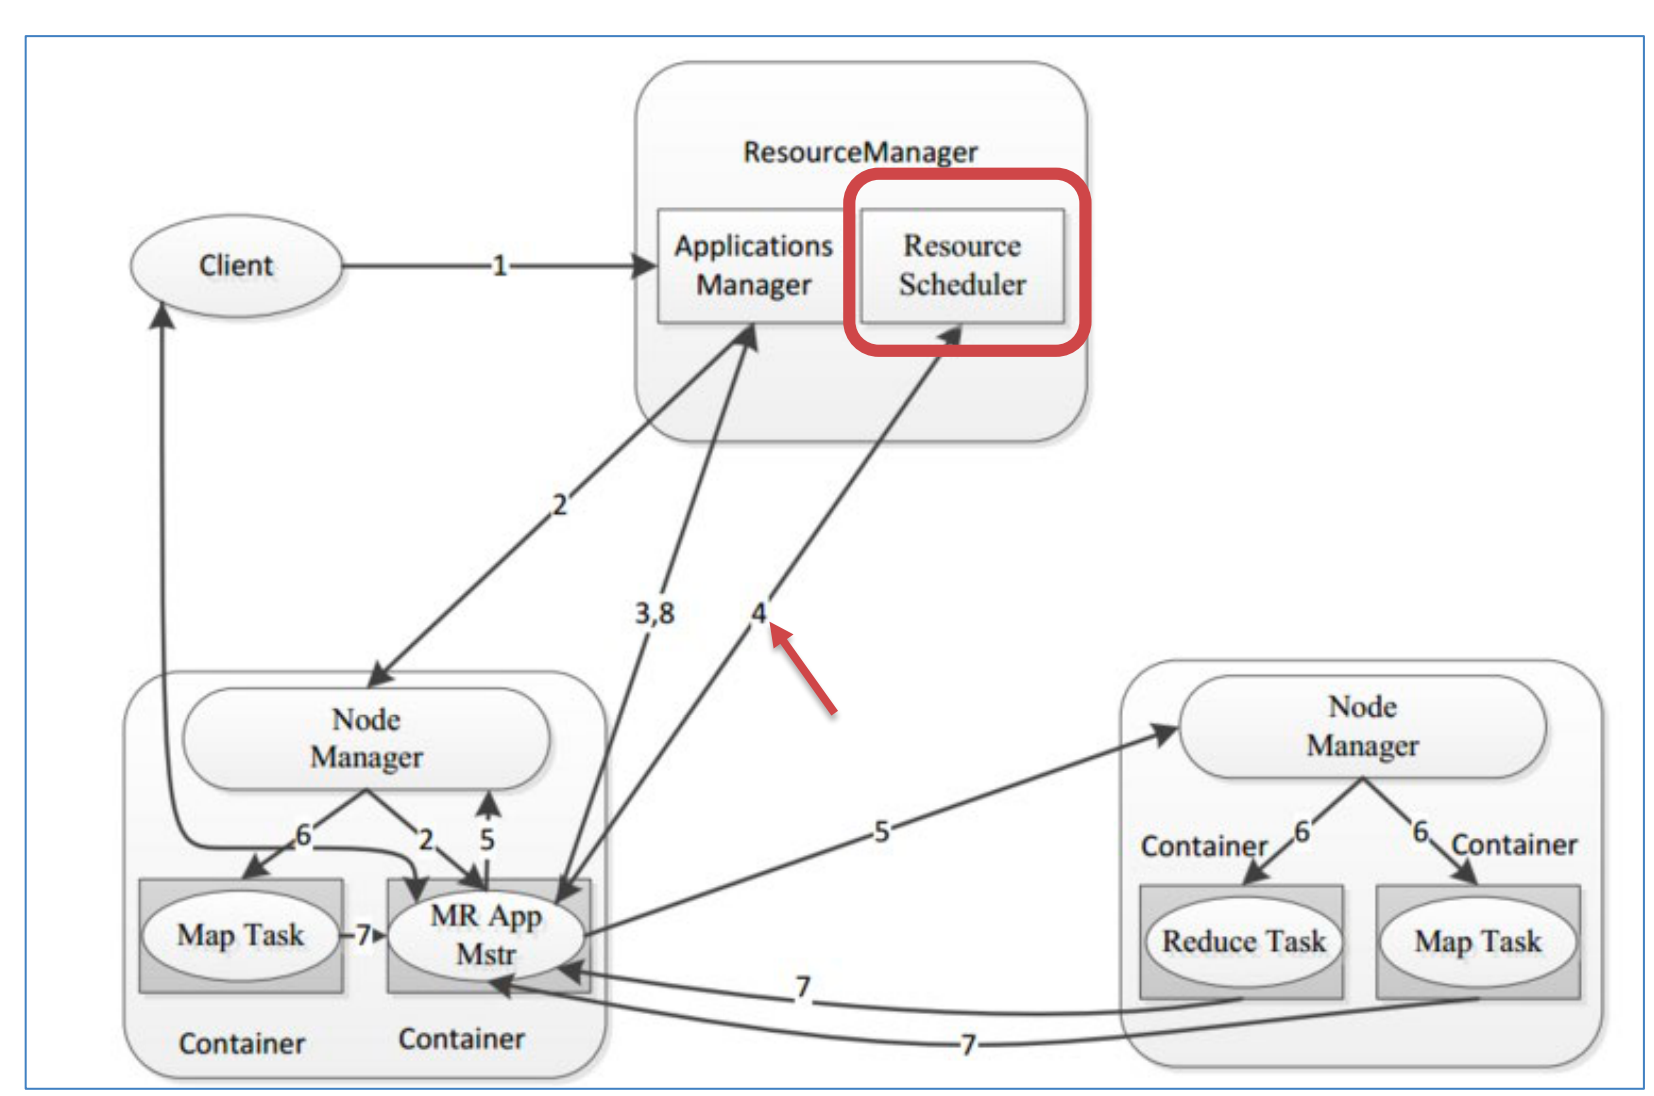 ResourceManager
Applications
Manager
Resource
Scheduler
Client
1
2
3,8
4
Node
Manager
6
2
5
Map Task
7
MR App
Mstr
Container
Container
5
Node
Manager
Container
6
6
Container
Reduce Task
Map Task
7
7